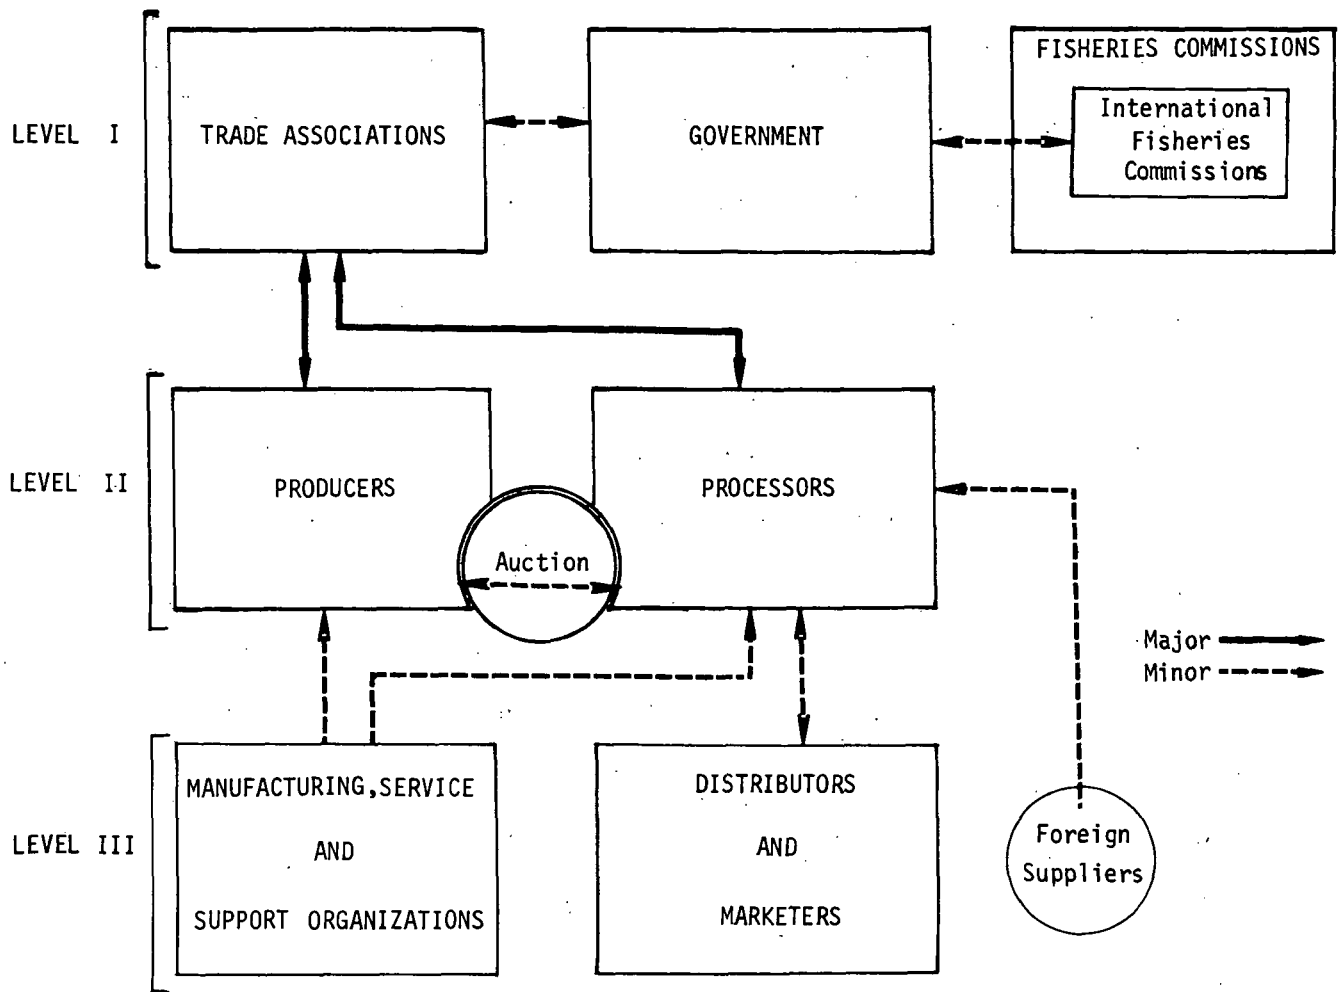 FISHERIES COMMISSIONS
International
Fisheries
Commissions
LEVEL I
TRADE ASSOCIATIONS
GOVERNMENT
LEVEL II
PRODUCERS
PROCESSORS
Auction
Major
Minor
LEVEL III
MANUFACTURING, SERVICE
AND
SUPPORT ORGANIZATIONS
DISTRIBUTORS
AND
MARKETERS
Foreign
Suppliers